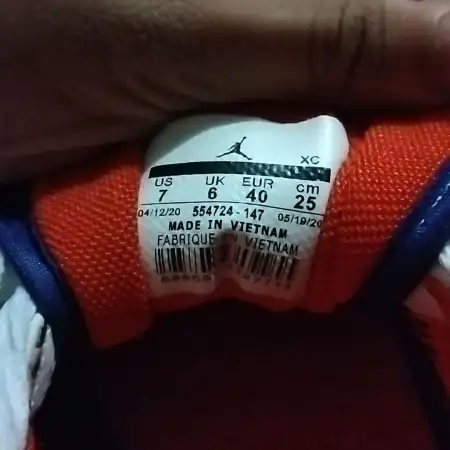 XC
US UK EUR cm
7 6 40 25
04/12/20 554724-147 05/19/20
MADE IN VIETNAM
FABRIQUE EN VIETNAM